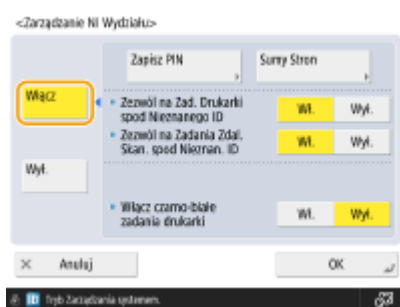 <Zarządzanie NI Wydziału>
Zapisz PIN
Sumy Stron
Włącz
Zezwól na Zad. Drukarki
spod Nieznanego ID
Wł.
Wył.
Zezwól na Zadania Zdal.
Skan. spod Nieznan. ID
Wł.
Wył.
Wył.
Włącz czarno-białe
zadania drukarki
Wł.
Wył.
Anuluj
OK
ID Tryb Zarządzania systemem.